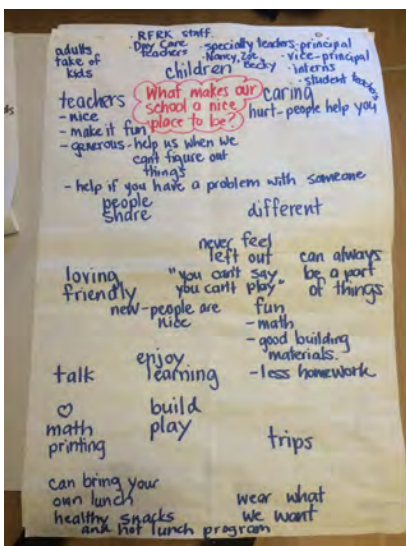 · RFRK staff.
· Day Care teachers
· specialty teachers · principal
Nancy, Zoe, Becky
· vice-principal
· interns
· student teachers
adults
take of
kids
children
What makes our
school a nice
place to be?
caring
hurt - people help you
teachers
- nice
- make it fun
- generous - help us when we
cant figure out
things
- help if you have a problem with someone
people
share
different
never feel
left out
"you can't say
you can't play"
can always
be a part
of things
loving
friendly
new - people are
nice
fun
- math
- good building
materials.
- less homework
enjoy
learning
talk
♡
math
printing
build
play
trips
can bring your
own lunch
healthy snacks
and hot lunch program
wear what
we want